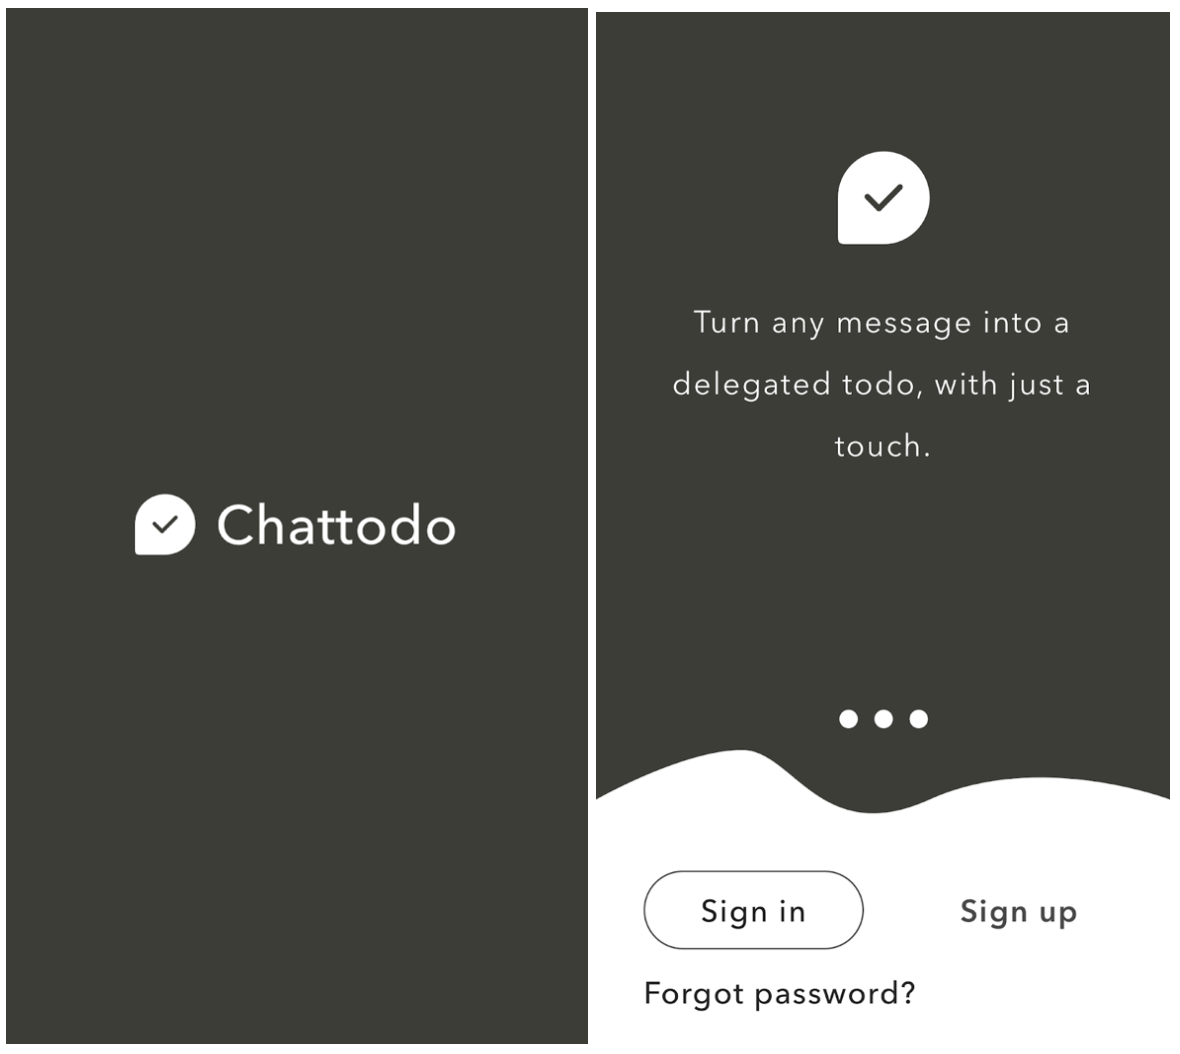 Chattodo
Turn any message into a
delegated todo, with just a
touch.
Sign in
Sign up
Forgot password?